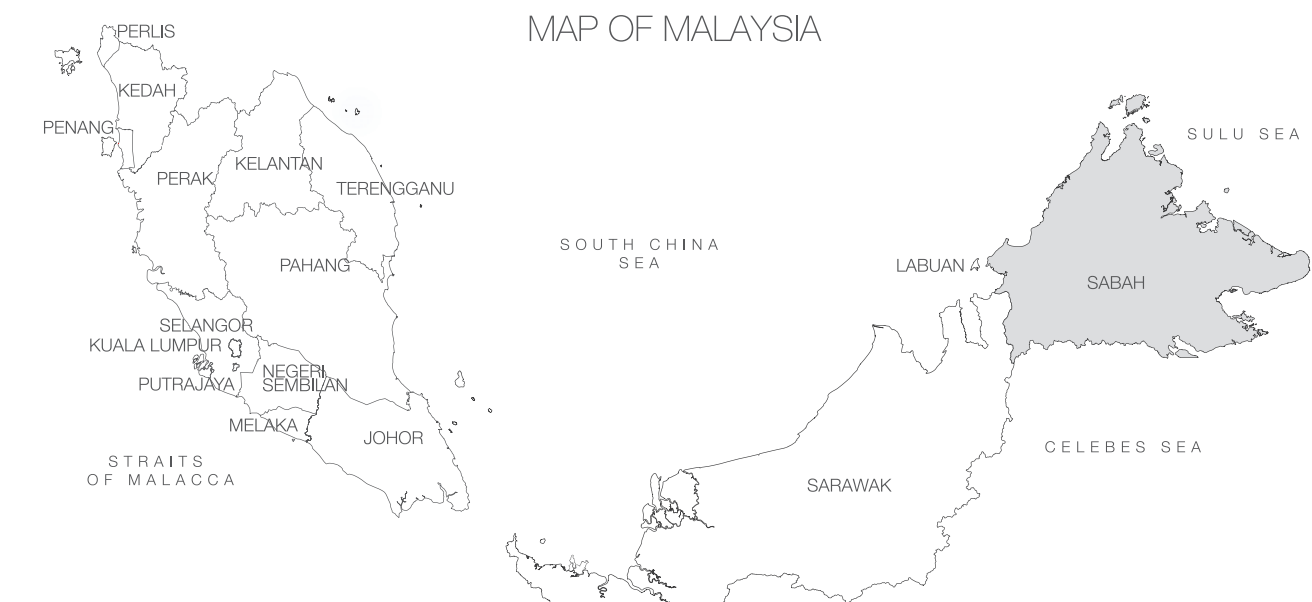 MAP OF MALAYSIA
PERLIS
KEDAH
PENANG
PERAK
KELANTAN
TERENGGANU
PAHANG
SELANGOR
KUALA LUMPUR
PUTRAJAYA
NEGERI
SEMBILAN
MELAKA
JOHOR
STRAITS
OF MALACCA
SOUTH CHINA
SEA
SULU SEA
LABUAN
SABAH
CELEBES SEA
SARAWAK